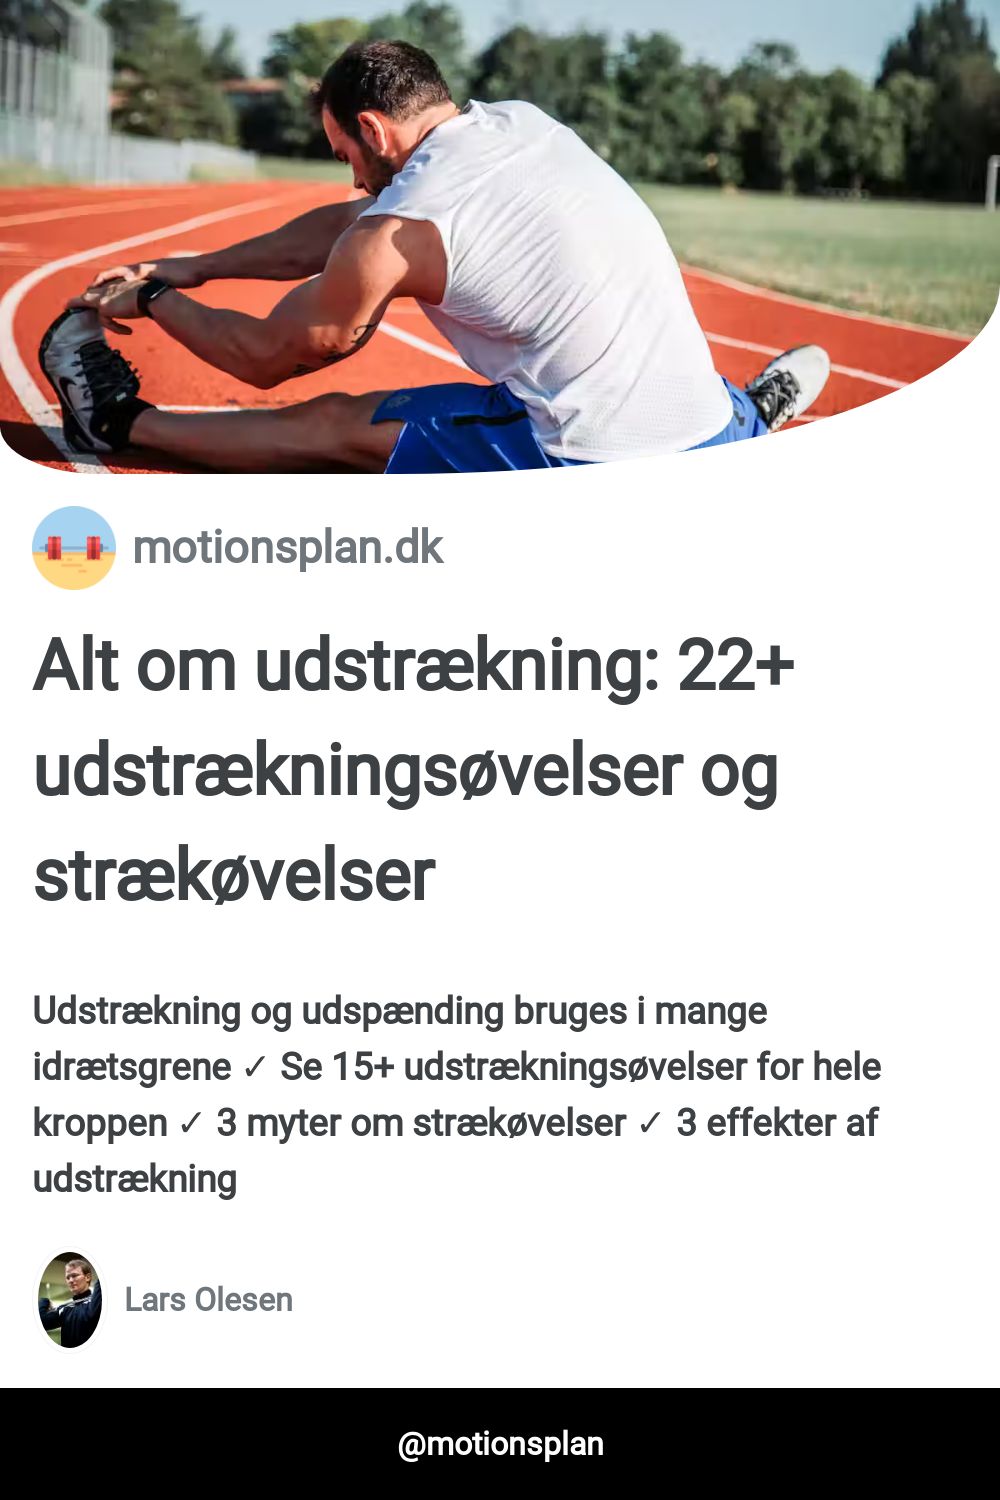 motionsplan.dk
Alt om udstrækning: 22+
udstrækningsøvelser og
strækøvelser
Udstrækning og udspænding bruges i mange
idrætsgrene ✓ Se 15+ udstrækningsøvelser for hele
kroppen ✓ 3 myter om strækøvelser ✓ 3 effekter af
udstrækning
Lars Olesen
@motionsplan